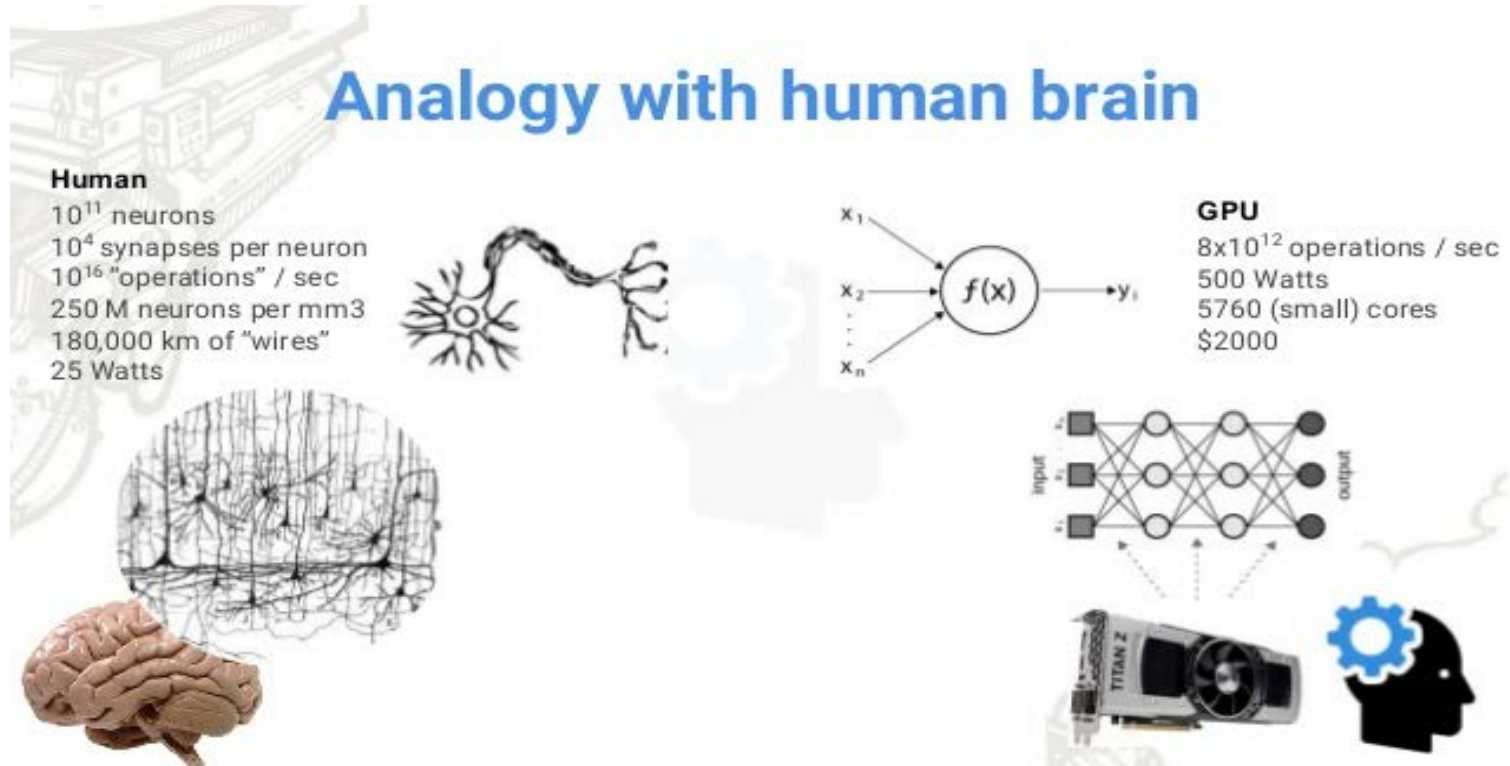 Analogy with human brain
Human
10¹¹ neurons
10⁴ synapses per neuron
10¹⁶ "operations" / sec
250 M neurons per mm3
180,000 km of "wires"
25 Watts
x₁
x₂
xₙ
f(x)
yᵢ
GPU
8x10¹² operations / sec
500 Watts
5760 (small) cores
$2000
input
output
TITAN Z